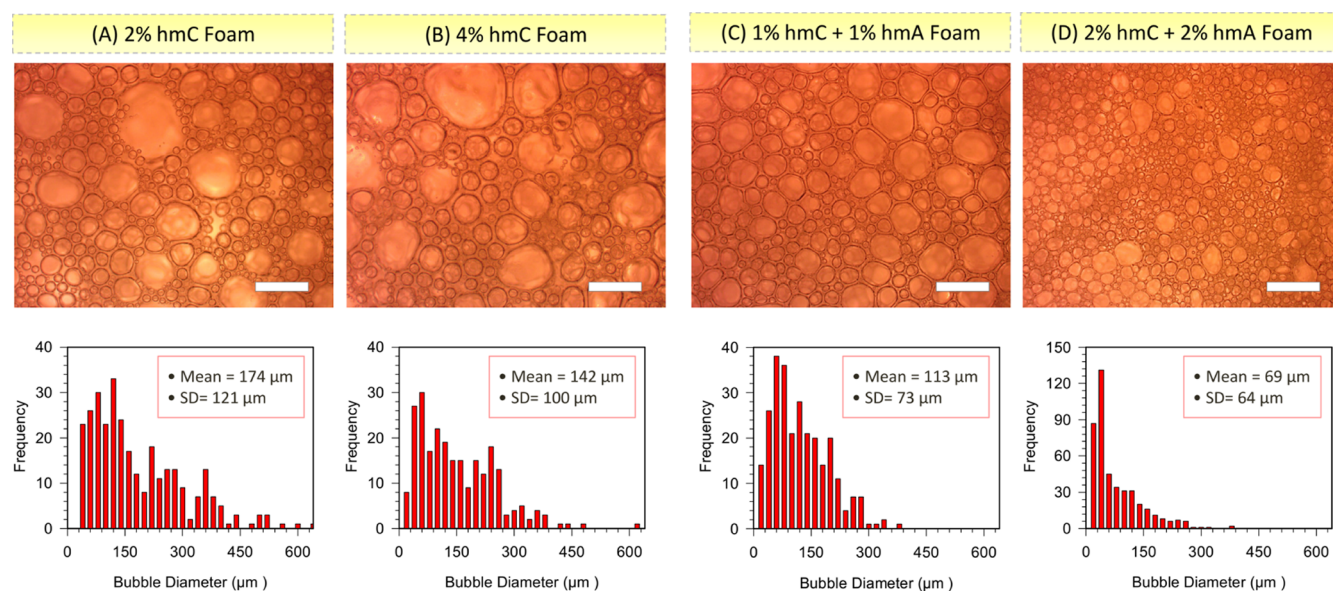 (A) 2% hmC Foam
(B) 4% hmC Foam
(C) 1% hmC + 1% hmA Foam
(D) 2% hmC + 2% hmA Foam
40
30
20
10
0
Frequency
• Mean = 174 µm
• SD= 121 µm
0 150 300 450 600
Bubble Diameter (µm )
40
30
20
10
0
Frequency
• Mean = 142 µm
• SD= 100 µm
0 150 300 450 600
Bubble Diameter (µm )
40
30
20
10
0
Frequency
• Mean = 113 µm
• SD= 73 µm
0 150 300 450 600
Bubble Diameter (µm )
150
120
90
60
30
0
Frequency
• Mean = 69 µm
• SD= 64 µm
0 150 300 450 600
Bubble Diameter (µm )